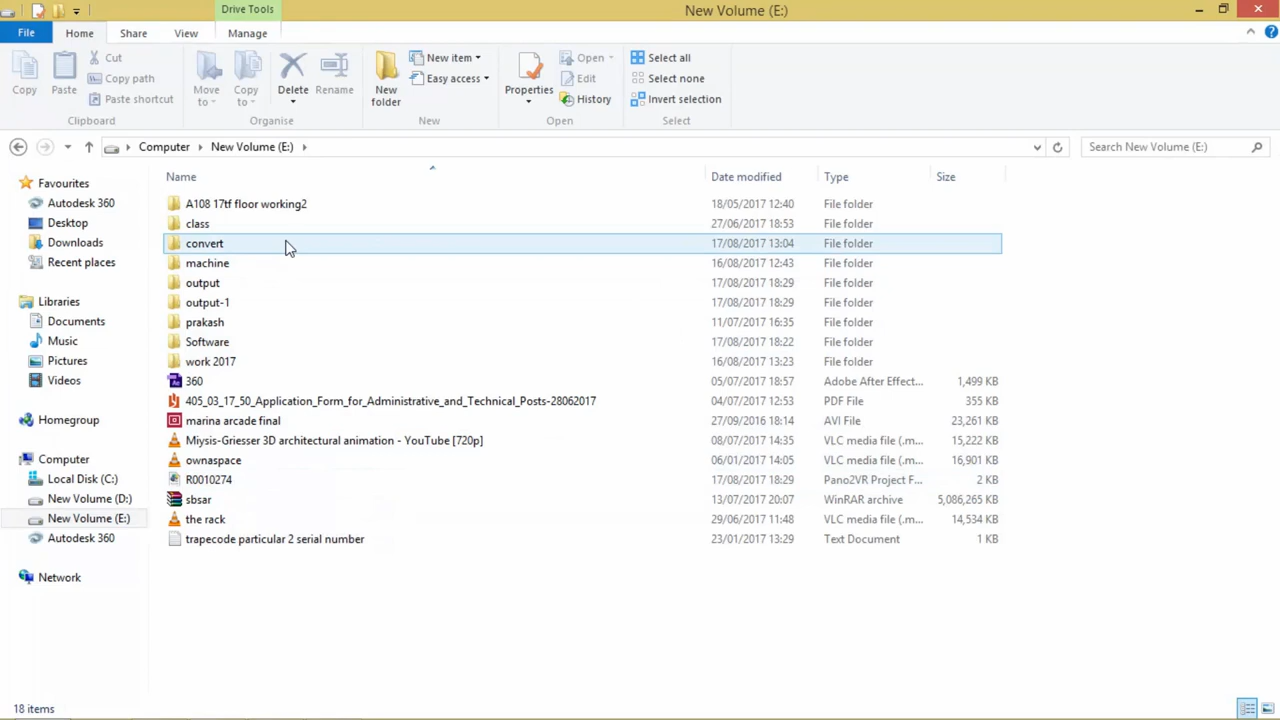 Drive Tools
New Volume (E:)
File Home Share View Manage
Copy
Paste
Cut
Copy path
Paste shortcut
Clipboard
Move to
Copy to
Delete
Rename
Organise
New folder
New item
Easy access
New
Properties
Open
Edit
History
Open
Select all
Select none
Invert selection
Select
Computer New Volume (E:)
Search New Volume (E:)
Favourites
Autodesk 360
Desktop
Downloads
Recent places
Libraries
Documents
Music
Pictures
Videos
Homegroup
Computer
Local Disk (C:)
New Volume (D:)
New Volume (E:)
Autodesk 360
Network
Name Date modified Type Size
A108 17tf floor working2 18/05/2017 12:40 File folder
class 27/06/2017 18:53 File folder
convert 17/08/2017 13:04 File folder
machine 16/08/2017 12:43 File folder
output 17/08/2017 18:29 File folder
output-1 17/08/2017 18:29 File folder
prakash 11/07/2017 16:35 File folder
Software 17/08/2017 18:22 File folder
work 2017 16/08/2017 13:23 File folder
360 05/07/2017 18:57 Adobe After Effect... 1,499 KB
405_03_17_50_Application_Form_for_Administrative_and_Technical_Posts-28062017 04/07/2017 12:53 PDF File 355 KB
marina arcade final 27/09/2016 18:14 AVI File 23,261 KB
Miysis-Griesser 3D architectural animation - YouTube [720p] 08/07/2017 14:35 VLC media file (.m... 15,222 KB
ownaspace 06/01/2017 14:05 VLC media file (.m... 16,901 KB
R0010274 17/08/2017 18:29 Pano2VR Project F... 2 KB
sbsar 13/07/2017 20:07 WinRAR archive 5,086,265 KB
the rack 29/06/2017 11:48 VLC media file (.m... 14,534 KB
trapecode particular 2 serial number 23/01/2017 13:29 Text Document 1 KB
18 items